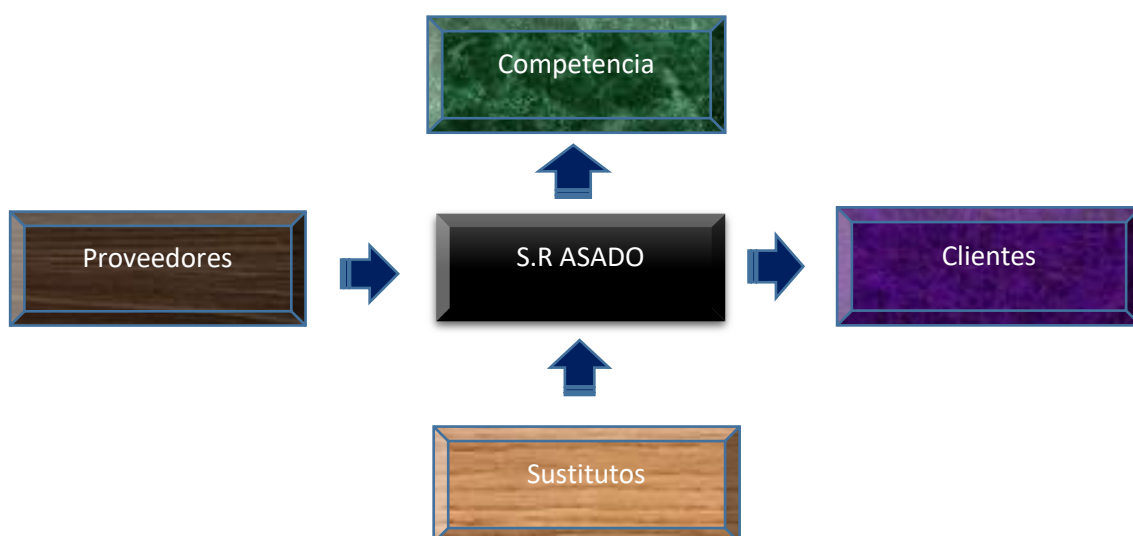 Competencia
Proveedores
S.R ASADO
Clientes
Sustitutos